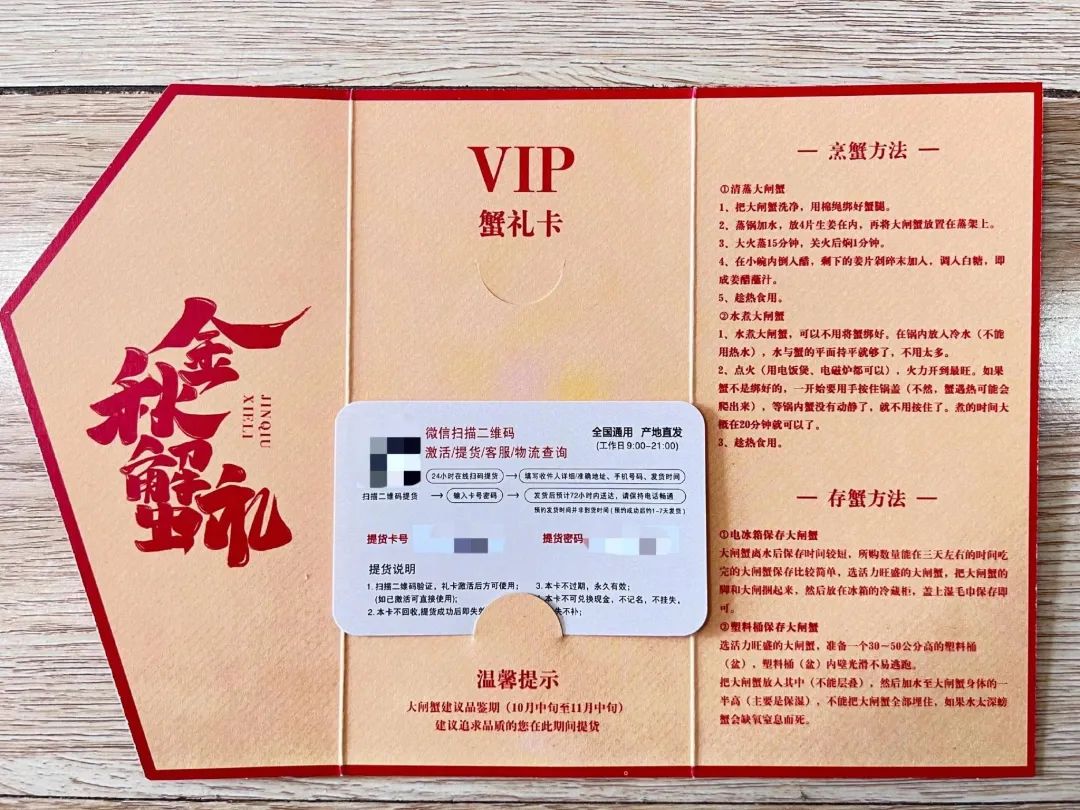 金秋蟹礼
JINQIU
XIELI
VIP
蟹礼卡
微信扫描二维码
激活/提货/客服/物流查询
全国通用 产地直发
(工作日9:00-21:00)
扫描二维码提货
24小时在线扫码提货
填写收件人详细/准确地址、手机号码、发货时间
输入卡号密码
发货后预计72小时内送达，请保持电话畅通
预约发货时间并非到货时间(预约成功后约1-7天发货)
提货卡号
提货密码
提货说明
1.扫描二维码验证，礼卡激活后方可使用；
(如已激活可直接使用);
2.本卡不回收,提货成功后即失效
3.本卡不过期，永久有效；
本卡不可兑换现金，不记名，不挂失，
失不补；
温馨提示
大闸蟹建议品鉴期（10月中旬至11月中旬）
建议追求品质的您在此期间提货
— 烹蟹方法 —
①清蒸大闸蟹
1、把大闸蟹洗净，用棉绳绑好蟹腿。
2、蒸锅加水，放4片生姜在内，再将大闸蟹放置在蒸架上。
3、大火蒸15分钟，关火后焖1分钟。
4、在小碗内倒入醋，剩下的姜片剁碎末加入，调入白糖，即
成姜醋蘸汁。
5、趁热食用。
②水煮大闸蟹
1、水煮大闸蟹，可以不用将蟹绑好。在锅内放入冷水（不能
用热水），水与蟹的平面持平就够了，不用太多。
2、点火（用电饭煲、电磁炉都可以），火力开到最旺。如果
蟹不是绑好的，一开始要用手按住锅盖（不然，蟹遇热可能会
爬出来），等锅内蟹没有动静了，就不用按住了。煮的时间大
概在20分钟就可以了。
3、趁热食用。
— 存蟹方法 —
①电冰箱保存大闸蟹
大闸蟹离水后保存时间较短，所购数量能在三天左右的时间吃
完的大闸蟹保存比较简单，选活力旺盛的大闸蟹，把大闸蟹的
脚和大闸捆起来，然后放在冰箱的冷藏柜，盖上湿毛巾保存即
可。
②塑料桶保存大闸蟹
选活力旺盛的大闸蟹，准备一个30～50公分高的塑料桶
（盆），塑料桶（盆）内壁光滑不易逃跑。
把大闸蟹放入其中（不能层叠），然后加水至大闸蟹身体的一
半高（主要是保湿），不能把大闸蟹全部埋住，如果水太深螃
蟹会缺氧窒息而死。